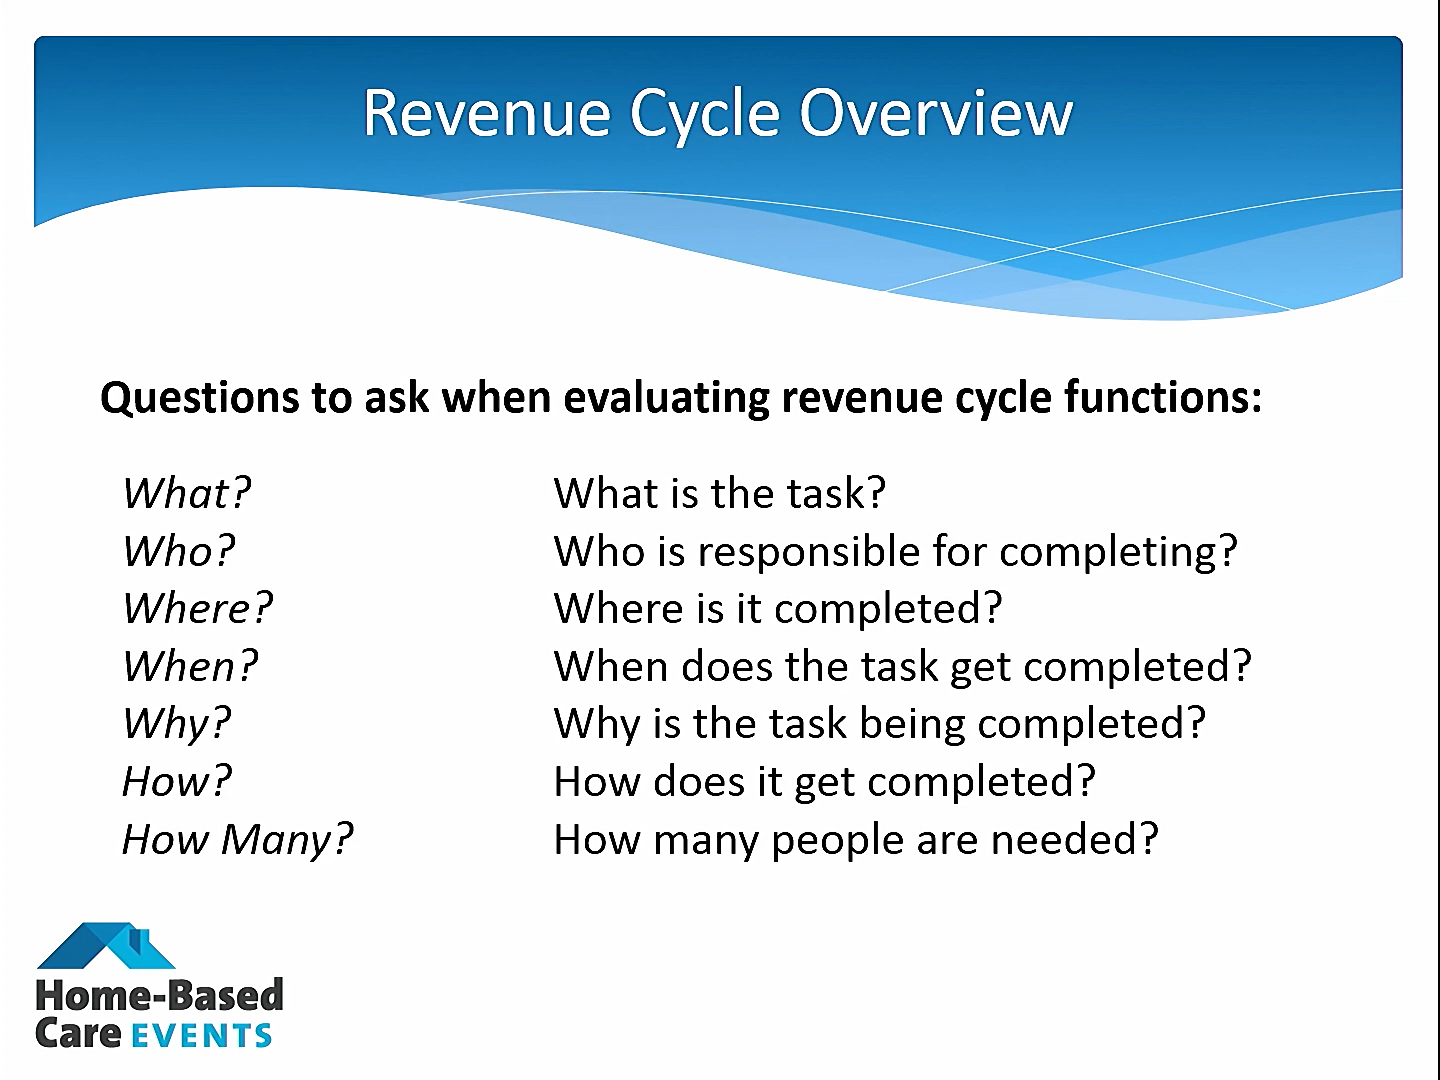 Revenue Cycle Overview
Questions to ask when evaluating revenue cycle functions:
What? What is the task?
Who? Who is responsible for completing?
Where? Where is it completed?
When? When does the task get completed?
Why? Why is the task being completed?
How? How does it get completed?
How Many? How many people are needed?
Home-Based
Care EVENTS